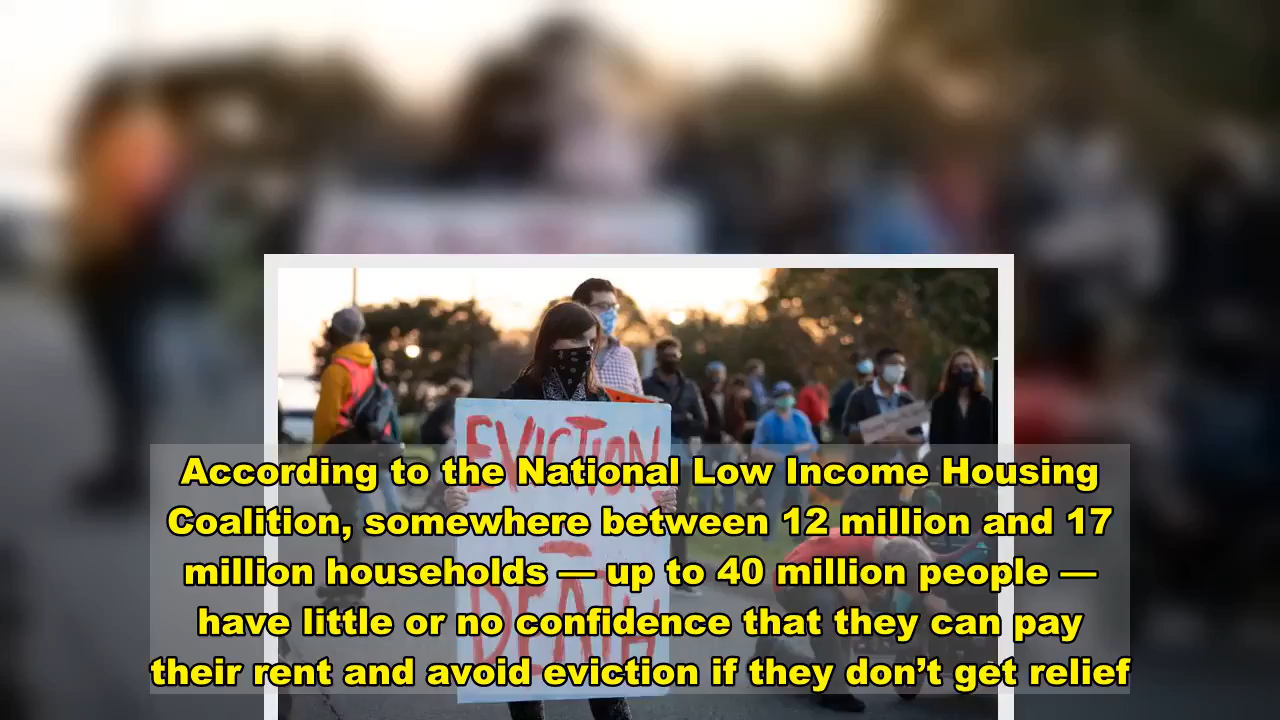 According to the National Low Income Housing
Coalition, somewhere between 12 million and 17
million households — up to 40 million people —
have little or no confidence that they can pay
their rent and avoid eviction if they don’t get relief
EVICTION
=
DEATH